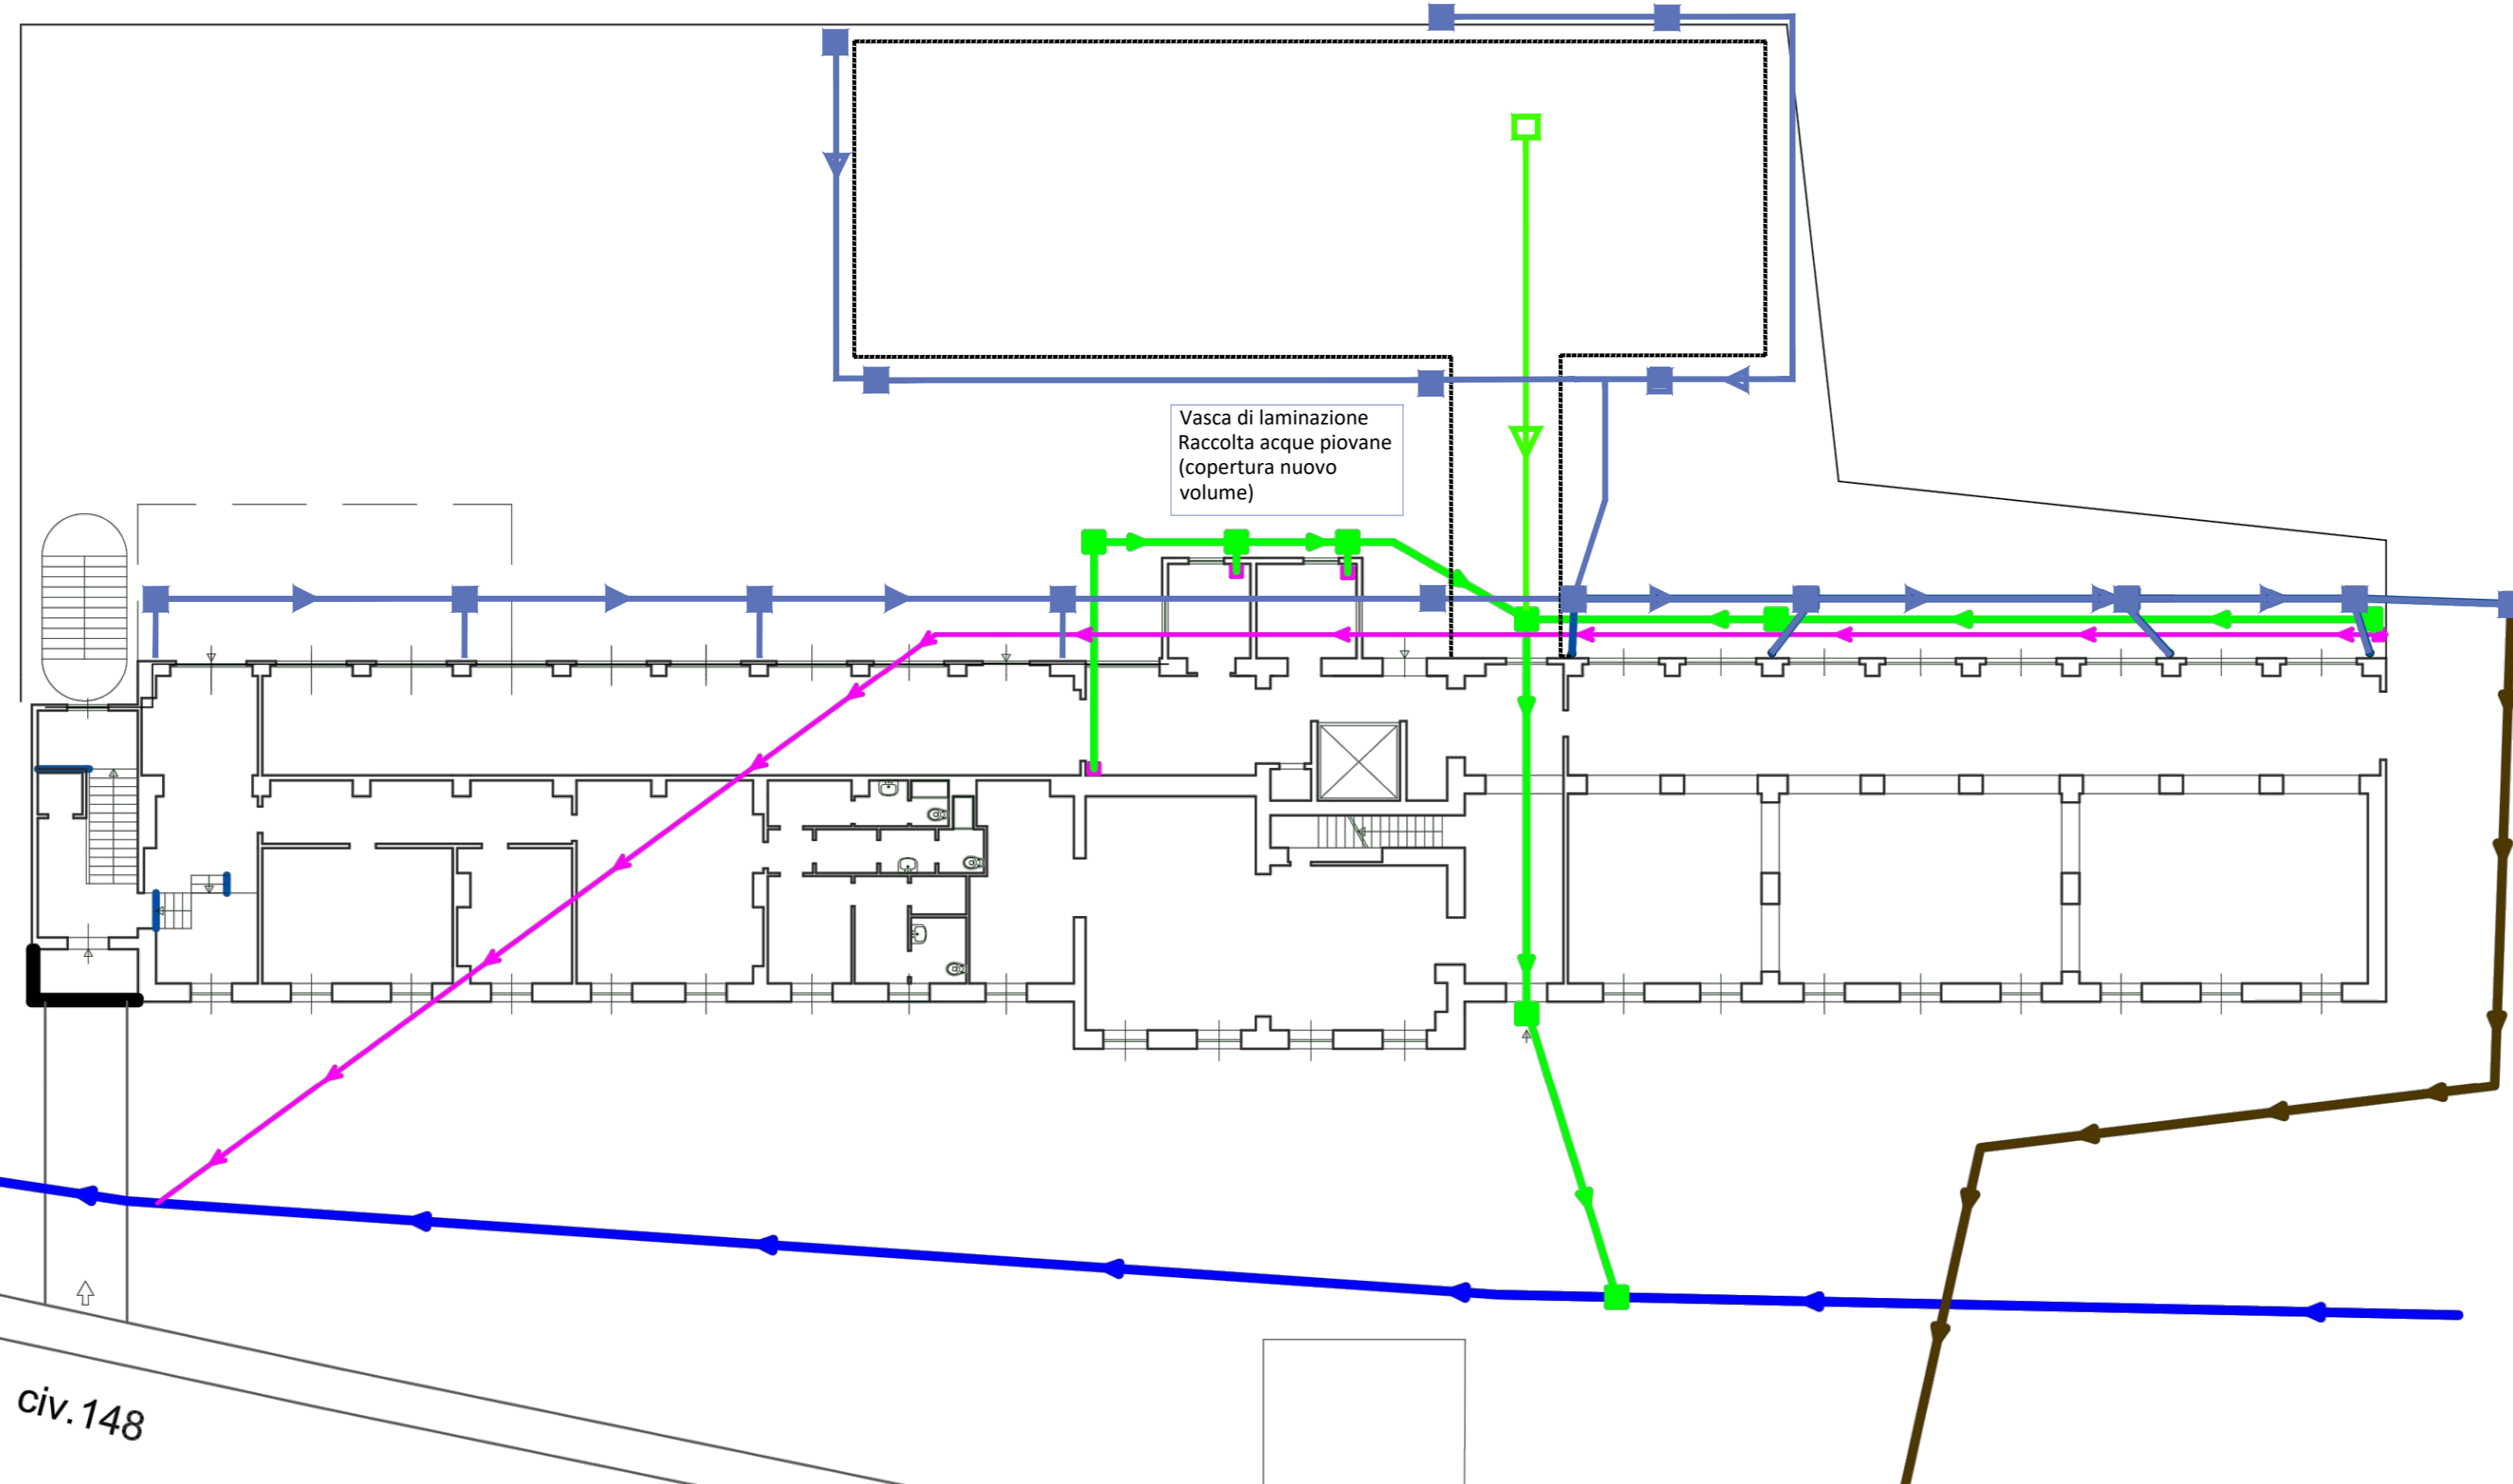 Vasca di laminazione
Raccolta acque piovane
(copertura nuovo
volume)
civ.148